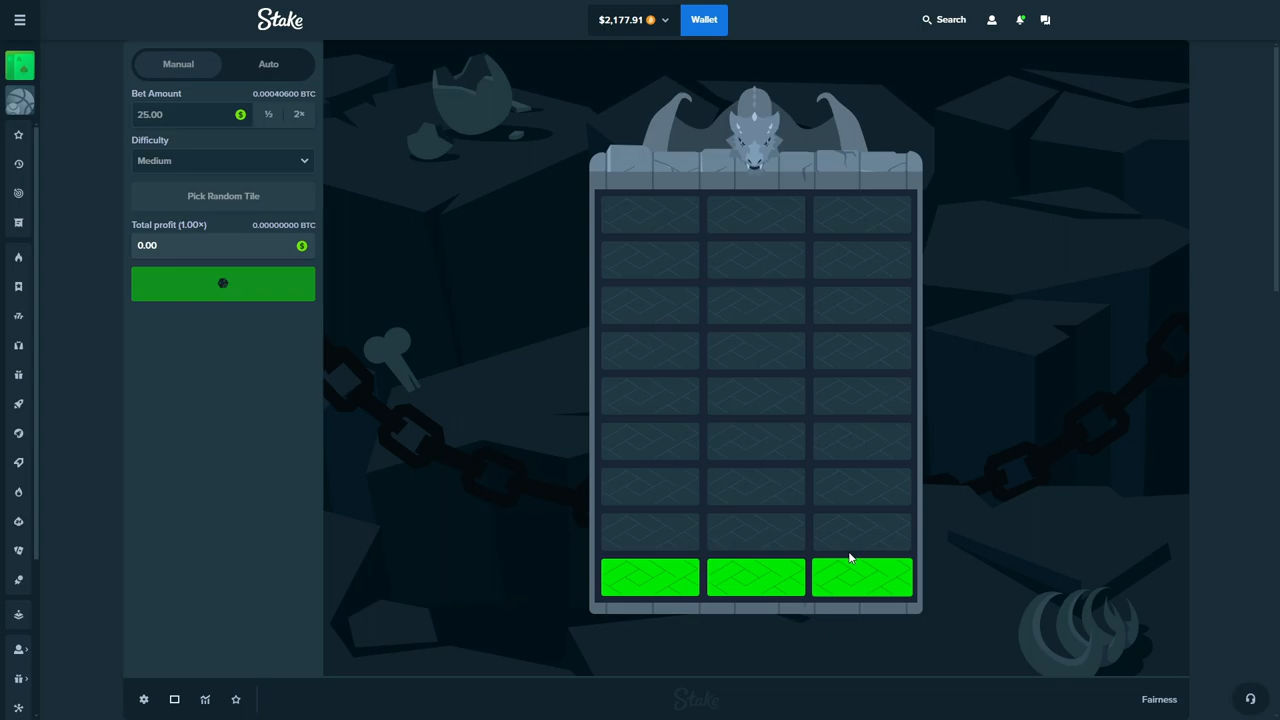 Stake
$2,177.91
Wallet
Search
Manual
Auto
Bet Amount
0.00040600 BTC
25.00
½
2×
Difficulty
Medium
Pick Random Tile
Total profit (1.00×)
0.00000000 BTC
0.00
Stake
Fairness